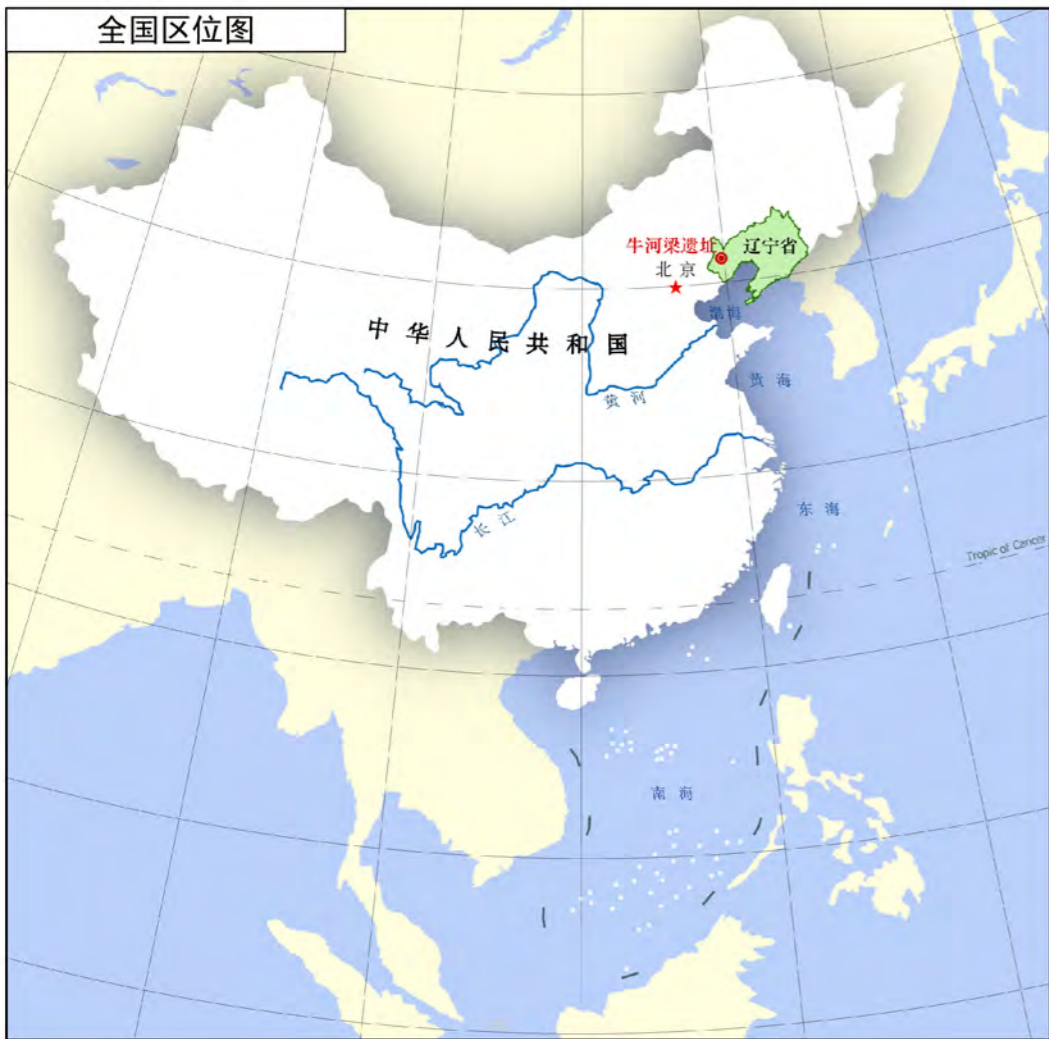 全国区位图
牛河梁遗址
辽宁省
北京
渤海
中华人民共和国
黄海
黄河
东海
长江
Tropic of Cancer
南海